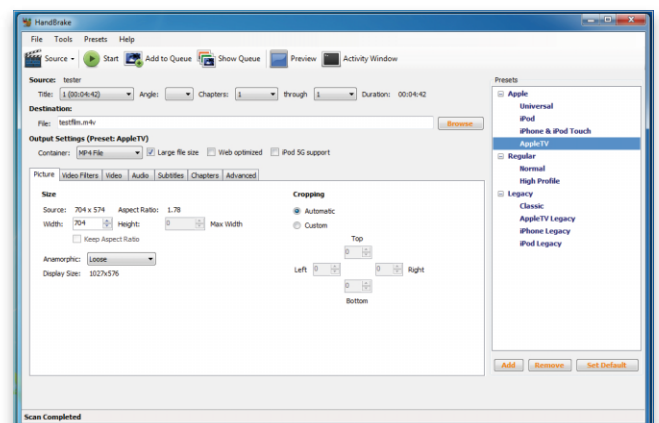 HandBrake
File Tools Presets Help
Source Start Add to Queue Show Queue Preview Activity Window
Source: tester
Title: 1 (00:04:42) Angle: Chapters: 1 through 1 Duration: 00:04:42
Destination:
File: testfilm.m4v Browse
Output Settings (Preset: AppleTV)
Container: MP4 File Large file size Web optimized iPod 5G support
Picture Video Filters Video Audio Subtitles Chapters Advanced
Size
Source: 704 x 574 Aspect Ratio: 1.78
Width: 704 Height: 0 Max Width
Keep Aspect Ratio
Anamorphic: Loose
Display Size: 1027x576
Cropping
Automatic
Custom
Top
0
Left 0 0 Right
0
Bottom
Presets
Apple
Universal
iPod
iPhone & iPod Touch
AppleTV
Regular
Normal
High Profile
Legacy
Classic
AppleTV Legacy
iPhone Legacy
iPod Legacy
Add Remove Set Default
Scan Completed